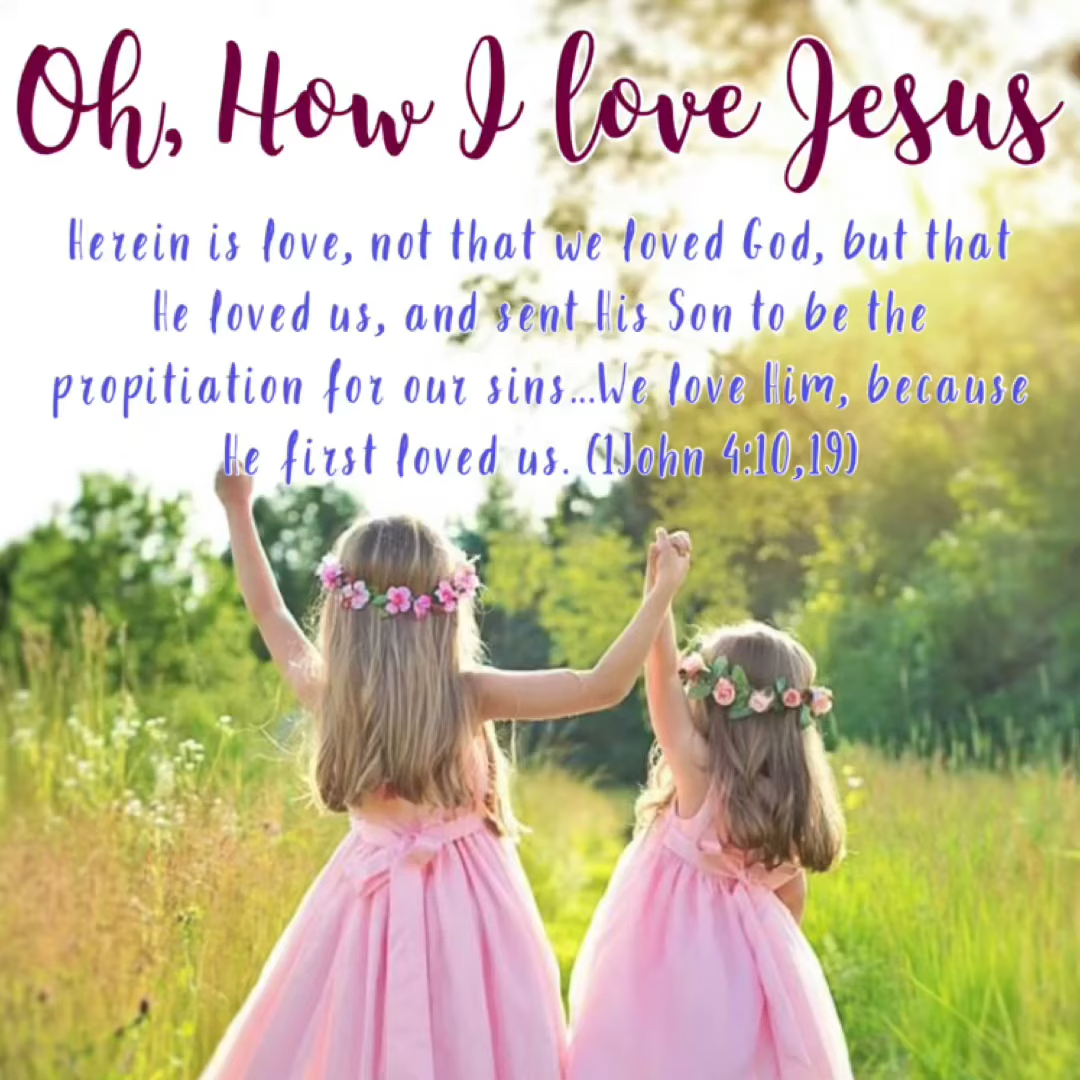 Oh, How I love Jesus
Herein is love, not that we loved God, but that
He loved us, and sent His Son to be the
propitiation for our sins...We love Him, because
He first loved us. (1John 4:10,19)